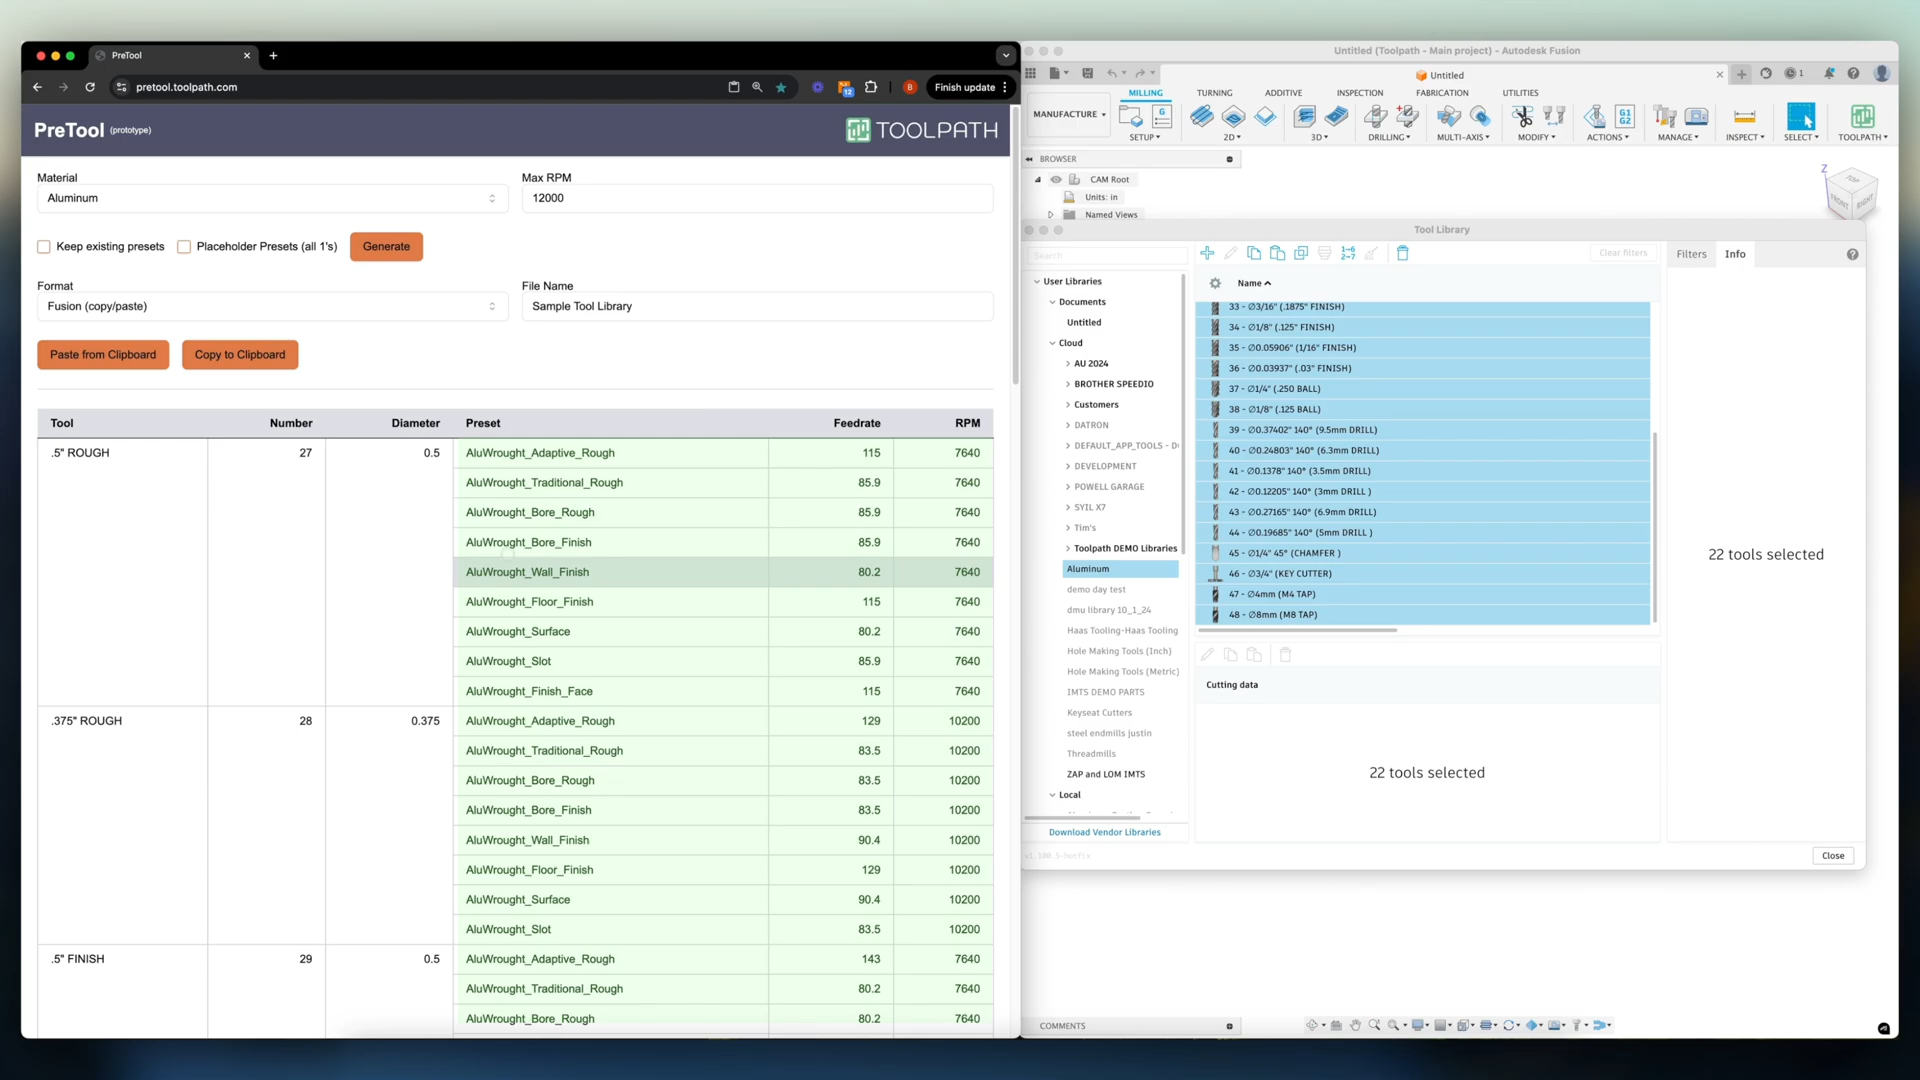 PreTool
pretool.toolpath.com
12
B
Finish update
PreTool (prototype)
TOOLPATH
Material
Max RPM
Aluminum
12000
Keep existing presets
Placeholder Presets (all 1's)
Generate
Format
File Name
Fusion (copy/paste)
Sample Tool Library
Paste from Clipboard
Copy to Clipboard
Tool Number Diameter Preset Feedrate RPM
.5" ROUGH 27 0.5 AluWrought_Adaptive_Rough 115 7640
AluWrought_Traditional_Rough 85.9 7640
AluWrought_Bore_Rough 85.9 7640
AluWrought_Bore_Finish 85.9 7640
AluWrought_Wall_Finish 80.2 7640
AluWrought_Floor_Finish 115 7640
AluWrought_Surface 80.2 7640
AluWrought_Slot 85.9 7640
AluWrought_Finish_Face 115 7640
.375" ROUGH 28 0.375 AluWrought_Adaptive_Rough 129 10200
AluWrought_Traditional_Rough 83.5 10200
AluWrought_Bore_Rough 83.5 10200
AluWrought_Bore_Finish 83.5 10200
AluWrought_Wall_Finish 90.4 10200
AluWrought_Floor_Finish 129 10200
AluWrought_Surface 90.4 10200
AluWrought_Slot 83.5 10200
.5" FINISH 29 0.5 AluWrought_Adaptive_Rough 143 7640
AluWrought_Traditional_Rough 80.2 7640
AluWrought_Bore_Rough 80.2 7640
Untitled (Toolpath - Main project) - Autodesk Fusion
Untitled
1
MILLING TURNING ADDITIVE INSPECTION FABRICATION UTILITIES
MANUFACTURE
G1 G2
SETUP 2D 3D DRILLING MULTI-AXIS MODIFY ACTIONS MANAGE INSPECT SELECT TOOLPATH
BROWSER
CAM Root
Units: in
Named Views
Z
TOP
FRONT
RIGHT
Tool Library
Search
Clear filters
Filters
Info
User Libraries
Documents
Untitled
Cloud
AU 2024
BROTHER SPEEDIO
Customers
DATRON
DEFAULT_APP_TOOLS - D
DEVELOPMENT
POWELL GARAGE
SYIL X7
Tim's
Toolpath DEMO Libraries
Aluminum
demo day test
dmu library 10_1_24
Haas Tooling-Haas Tooling
Hole Making Tools (Inch)
Hole Making Tools (Metric)
IMTS DEMO PARTS
Keyseat Cutters
steel endmills justin
Threadmills
ZAP and LOM IMTS
Local
Download Vendor Libraries
v1.100.5-hotfix
Name
33 - Ø3/16" (.1875" FINISH)
34 - Ø1/8" (.125" FINISH)
35 - Ø0.05906" (1/16" FINISH)
36 - Ø0.03937" (.03" FINISH)
37 - Ø1/4" (.250 BALL)
38 - Ø1/8" (.125 BALL)
39 - Ø0.37402" 140° (9.5mm DRILL)
40 - Ø0.24803" 140° (6.3mm DRILL)
41 - Ø0.1378" 140° (3.5mm DRILL)
42 - Ø0.12205" 140° (3mm DRILL )
43 - Ø0.27165" 140° (6.9mm DRILL)
44 - Ø0.19685" 140° (5mm DRILL )
45 - Ø1/4" 45° (CHAMFER )
46 - Ø3/4" (KEY CUTTER)
47 - Ø4mm (M4 TAP)
48 - Ø8mm (M8 TAP)
Cutting data
22 tools selected
22 tools selected
Close
COMMENTS